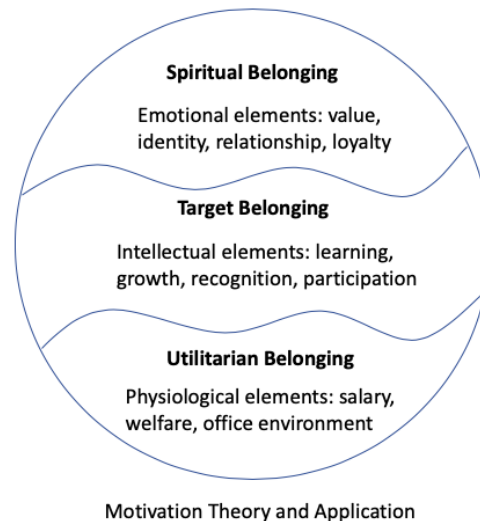 Spiritual Belonging
Emotional elements: value,
identity, relationship, loyalty
Target Belonging
Intellectual elements: learning,
growth, recognition, participation
Utilitarian Belonging
Physiological elements: salary,
welfare, office environment
Motivation Theory and Application